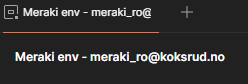 Meraki env - meraki_ro@
Meraki env - meraki_ro@koksrud.no